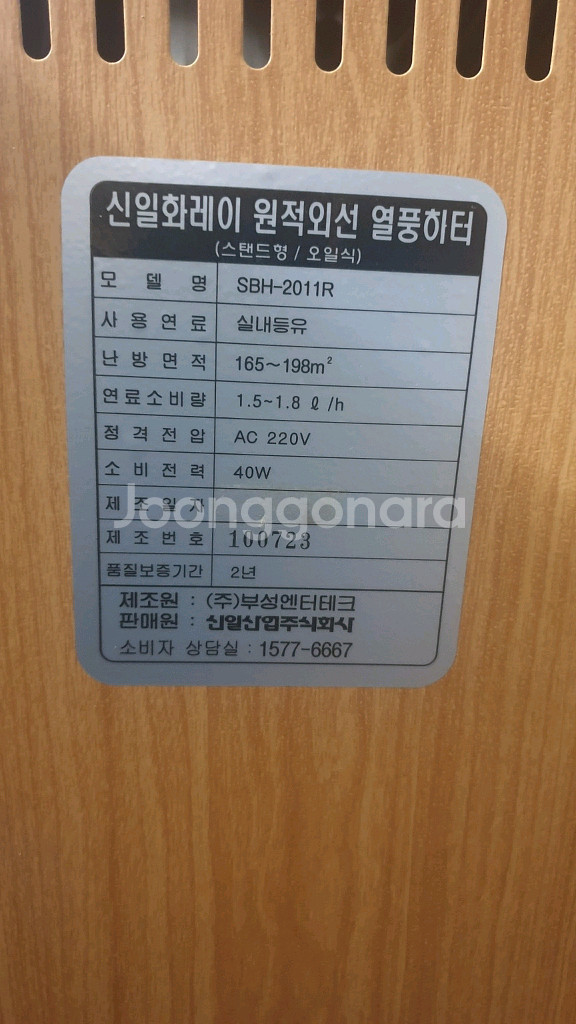 신일화레이 원적외선 열풍히터
(스탠드형 / 오일식)
모델명 SBH-2011R
사용연료 실내등유
난방면적 165~198m²
연료소비량 1.5~1.8 ℓ /h
정격전압 AC 220V
소비전력 40W
제조일자
Joonggonara
제조번호 100723
품질보증기간 2년
제조원 : (주)부성엔터테크
판매원 : 신일산업주식회사
소비자 상담실 : 1577-6667